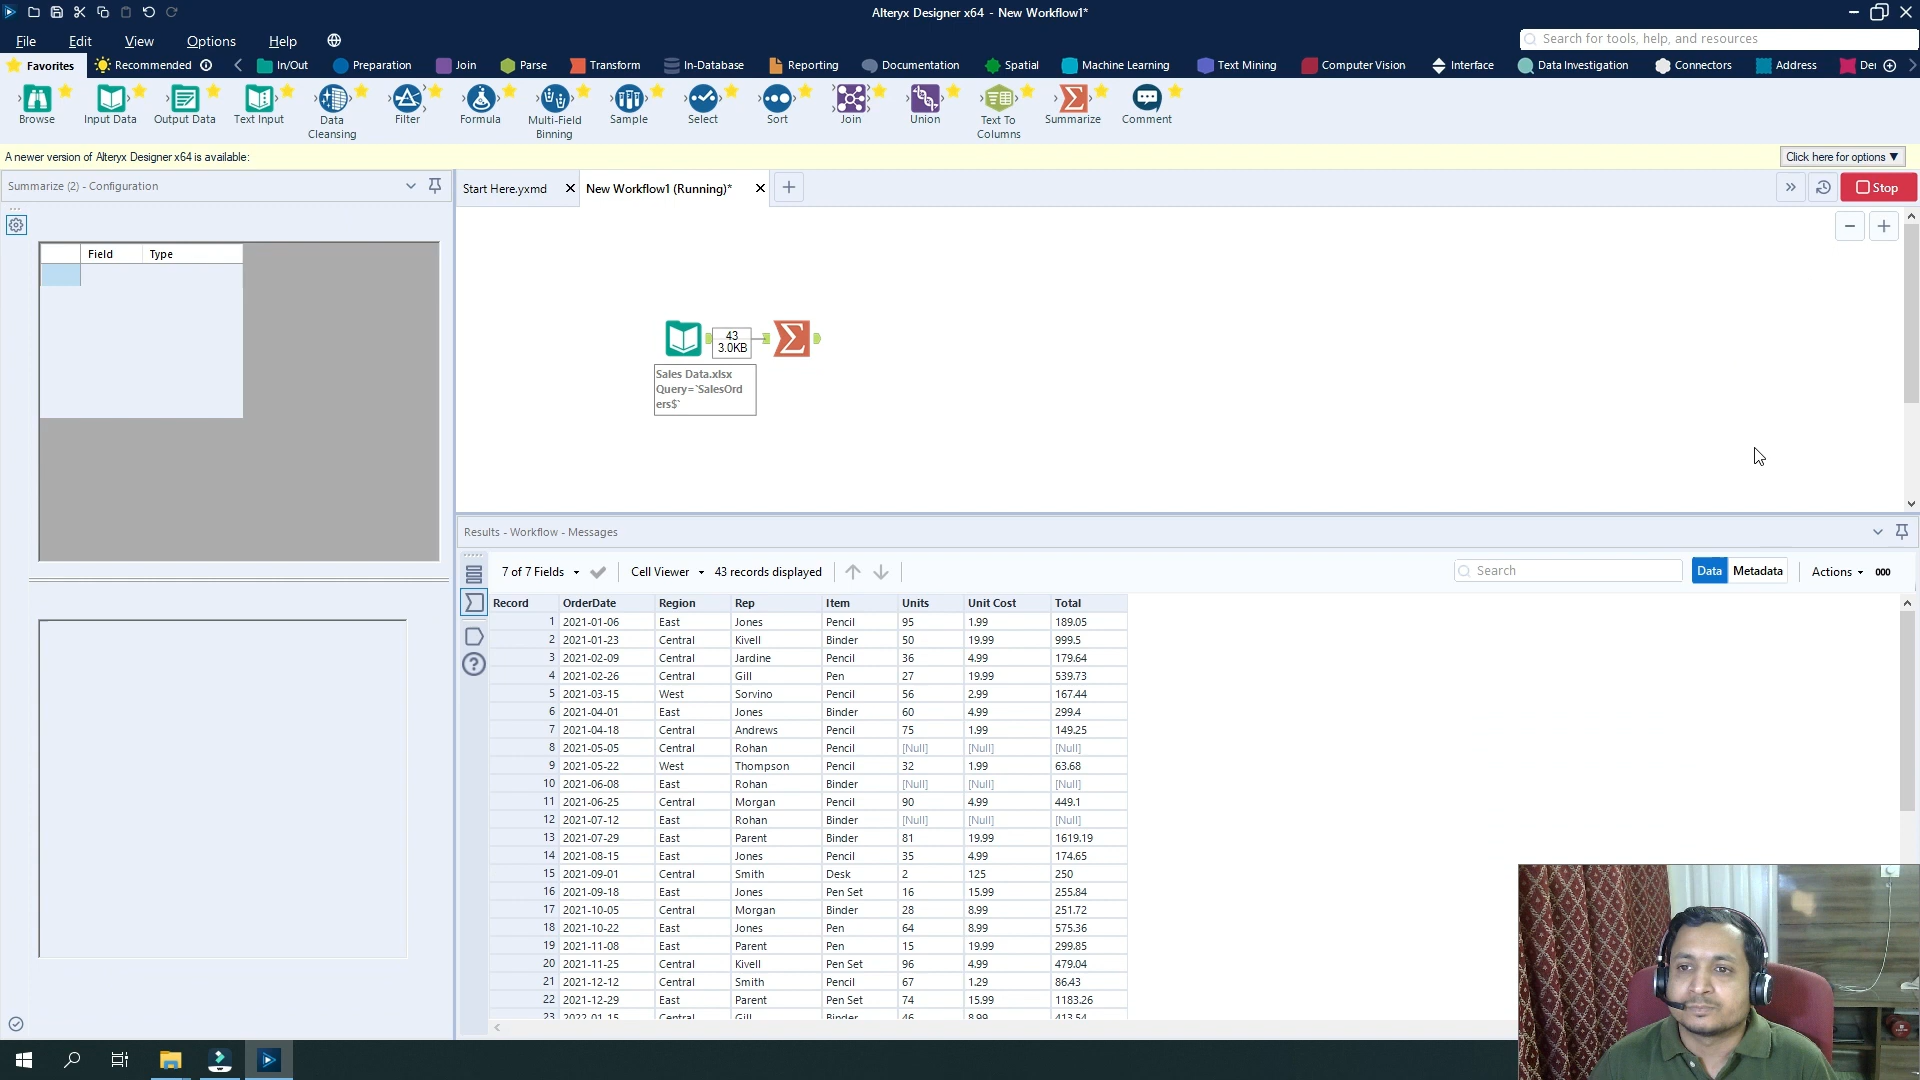 Alteryx Designer x64 - New Workflow1*
File Edit View Options Help
Search for tools, help, and resources
Favorites Recommended In/Out Preparation Join Parse Transform In-Database Reporting Documentation Spatial Machine Learning Text Mining Computer Vision Interface Data Investigation Connectors Address
Browse Input Data Output Data Text Input Data Cleansing Filter Formula Multi-Field Binning Sample Select Sort Join Union Text To Columns Summarize Comment
A newer version of Alteryx Designer x64 is available:
Click here for options ▼
Summarize (2) - Configuration
Start Here.yxmd
New Workflow1 (Running)*
Stop
Field Type
43
3.0KB
Sales Data.xlsx
Query=`SalesOrd
ers$`
Results - Workflow - Messages
7 of 7 Fields Cell Viewer 43 records displayed
Search
Data Metadata Actions 000
Record OrderDate Region Rep Item Units Unit Cost Total
1 2021-01-06 East Jones Pencil 95 1.99 189.05
2 2021-01-23 Central Kivell Binder 50 19.99 999.5
3 2021-02-09 Central Jardine Pencil 36 4.99 179.64
4 2021-02-26 Central Gill Pen 27 19.99 539.73
5 2021-03-15 West Sorvino Pencil 56 2.99 167.44
6 2021-04-01 East Jones Binder 60 4.99 299.4
7 2021-04-18 Central Andrews Pencil 75 1.99 149.25
8 2021-05-05 Central Rohan Pencil [Null] [Null] [Null]
9 2021-05-22 West Thompson Pencil 32 1.99 63.68
10 2021-06-08 East Rohan Binder [Null] [Null] [Null]
11 2021-06-25 Central Morgan Pencil 90 4.99 449.1
12 2021-07-12 East Rohan Binder [Null] [Null] [Null]
13 2021-07-29 East Parent Binder 81 19.99 1619.19
14 2021-08-15 East Jones Pencil 35 4.99 174.65
15 2021-09-01 Central Smith Desk 2 125 250
16 2021-09-18 East Jones Pen Set 16 15.99 255.84
17 2021-10-05 Central Morgan Binder 28 8.99 251.72
18 2021-10-22 East Jones Pen 64 8.99 575.36
19 2021-11-08 East Parent Pen 15 19.99 299.85
20 2021-11-25 Central Kivell Pen Set 96 4.99 479.04
21 2021-12-12 Central Smith Pencil 67 1.29 86.43
22 2021-12-29 East Parent Pen Set 74 15.99 1183.26
23 2022-01-15 Central Gill Binder 46 8.99 413.54